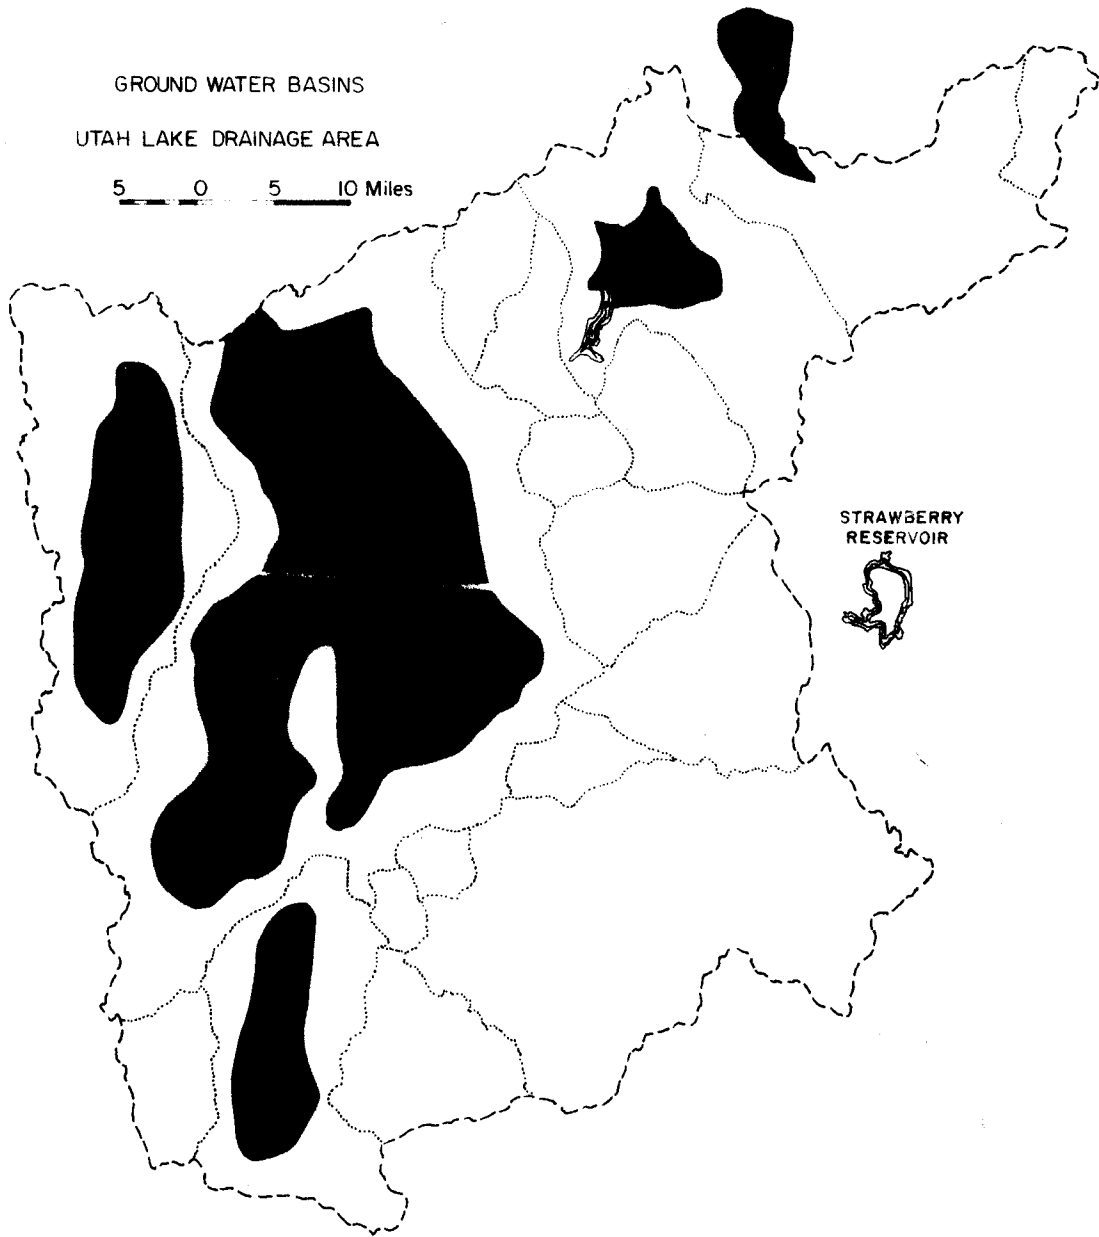 GROUND WATER BASINS
UTAH LAKE DRAINAGE AREA
5 0 5 10 Miles
STRAWBERRY
RESERVOIR